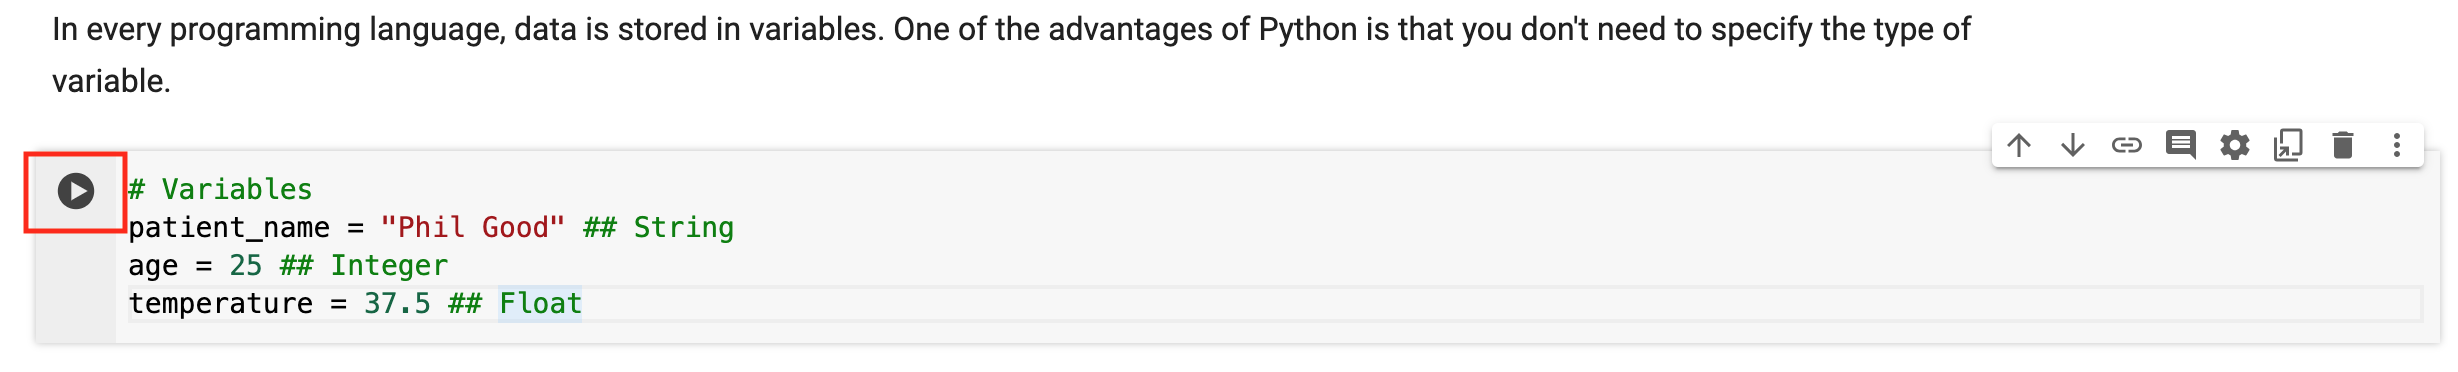 In every programming language, data is stored in variables. One of the advantages of Python is that you don't need to specify the type of
variable.
# Variables
patient_name = "Phil Good" ## String
age = 25 ## Integer
temperature = 37.5 ## Float